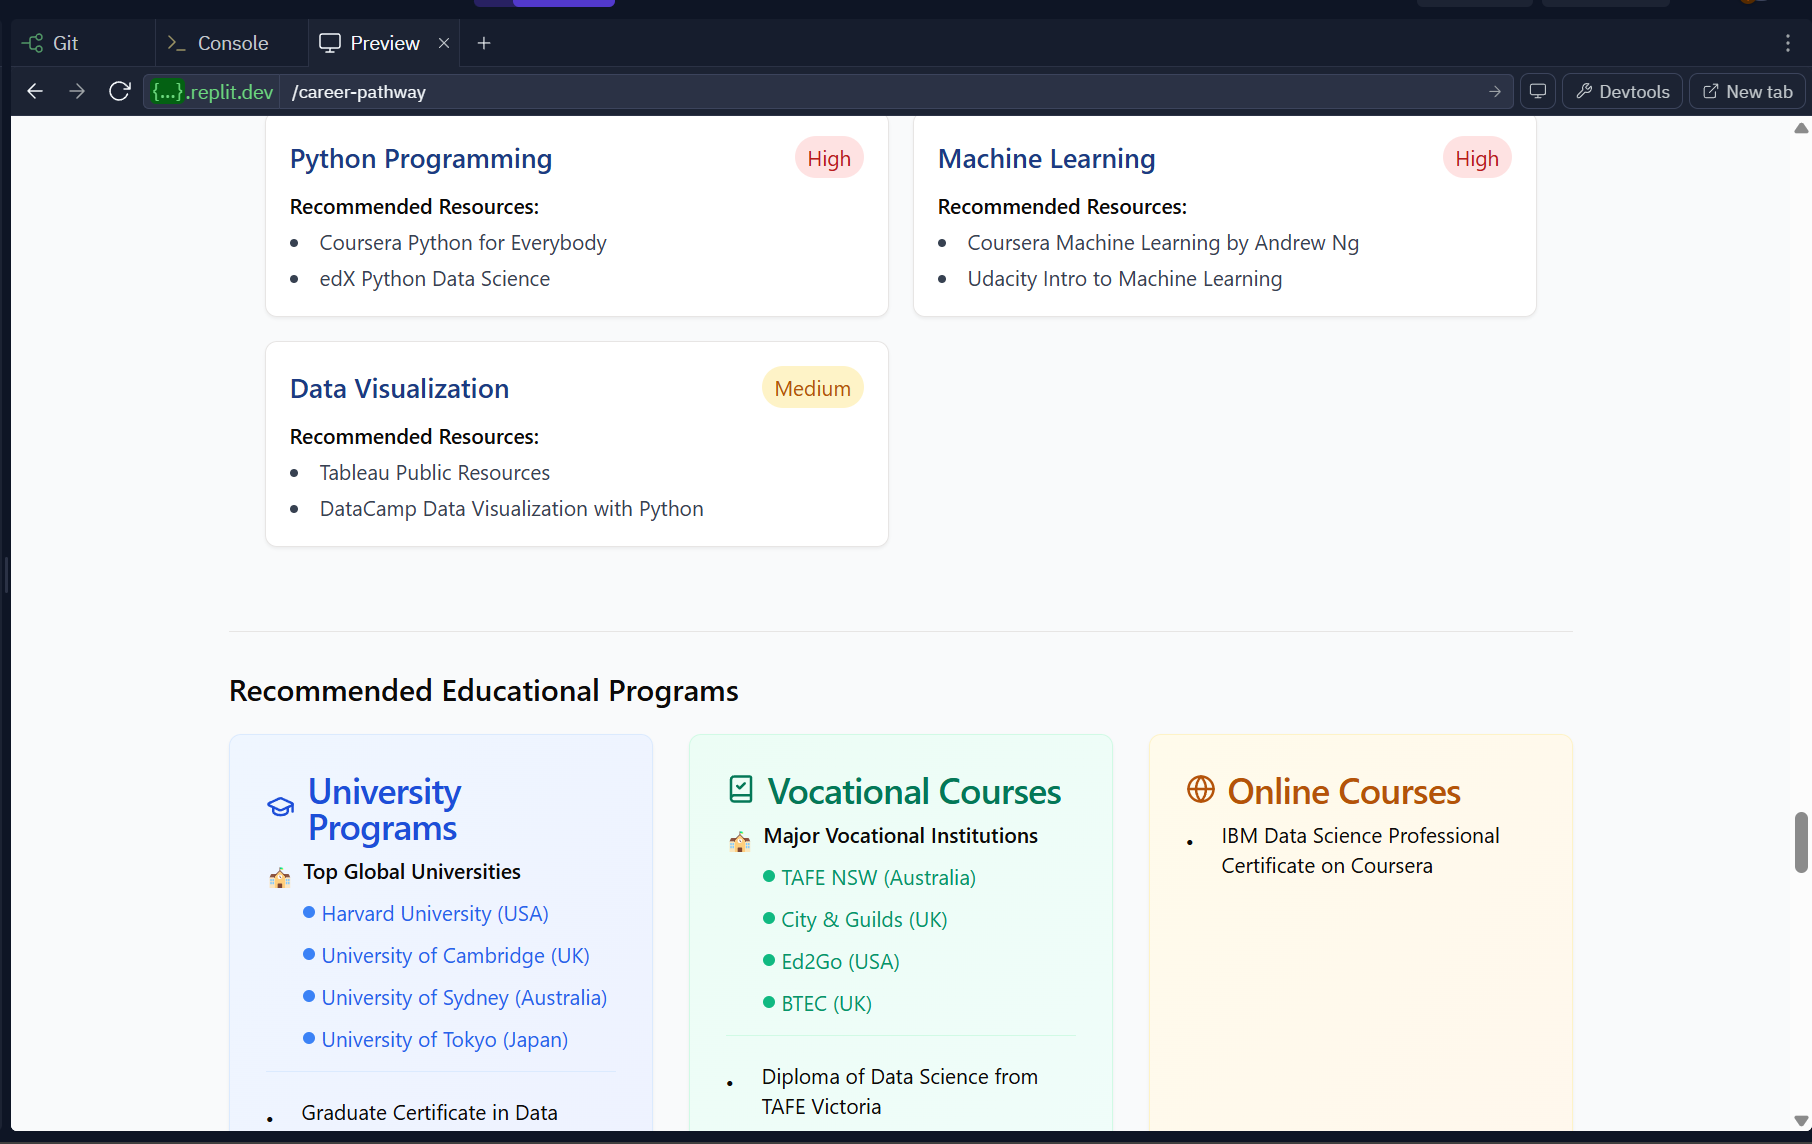 Git
Console
Preview
{...}.replit.dev
/career-pathway
Devtools
New tab
Python Programming
High
Recommended Resources:
• Coursera Python for Everybody
• edX Python Data Science
Machine Learning
High
Recommended Resources:
• Coursera Machine Learning by Andrew Ng
• Udacity Intro to Machine Learning
Data Visualization
Medium
Recommended Resources:
• Tableau Public Resources
• DataCamp Data Visualization with Python
Recommended Educational Programs
University
Programs
Top Global Universities
Harvard University (USA)
University of Cambridge (UK)
University of Sydney (Australia)
University of Tokyo (Japan)
• Graduate Certificate in Data
Vocational Courses
Major Vocational Institutions
TAFE NSW (Australia)
City & Guilds (UK)
Ed2Go (USA)
BTEC (UK)
• Diploma of Data Science from
TAFE Victoria
Online Courses
• IBM Data Science Professional
Certificate on Coursera